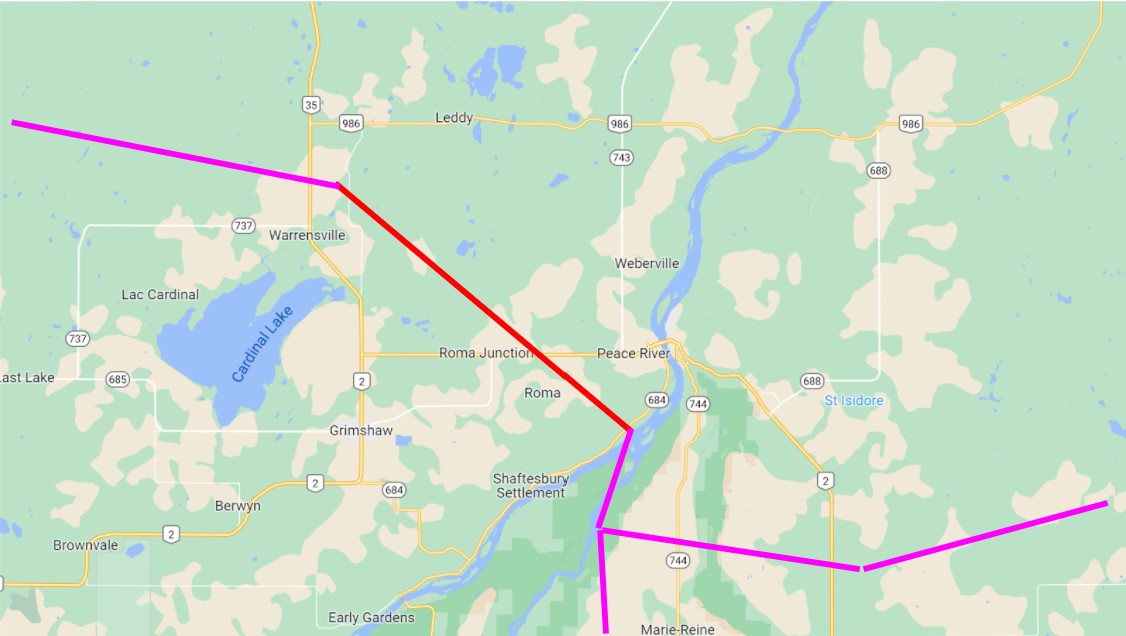 35
986
Leddy
986
986
743
688
737
Warrensville
Weberville
Lac Cardinal
Cardinal Lake
737
Roma Junction
Peace River
ast Lake
685
2
688
Roma
684
744
St Isidore
Grimshaw
Shaftesbury
Settlement
2
684
2
Berwyn
2
Brownvale
744
Early Gardens
Marie-Reine